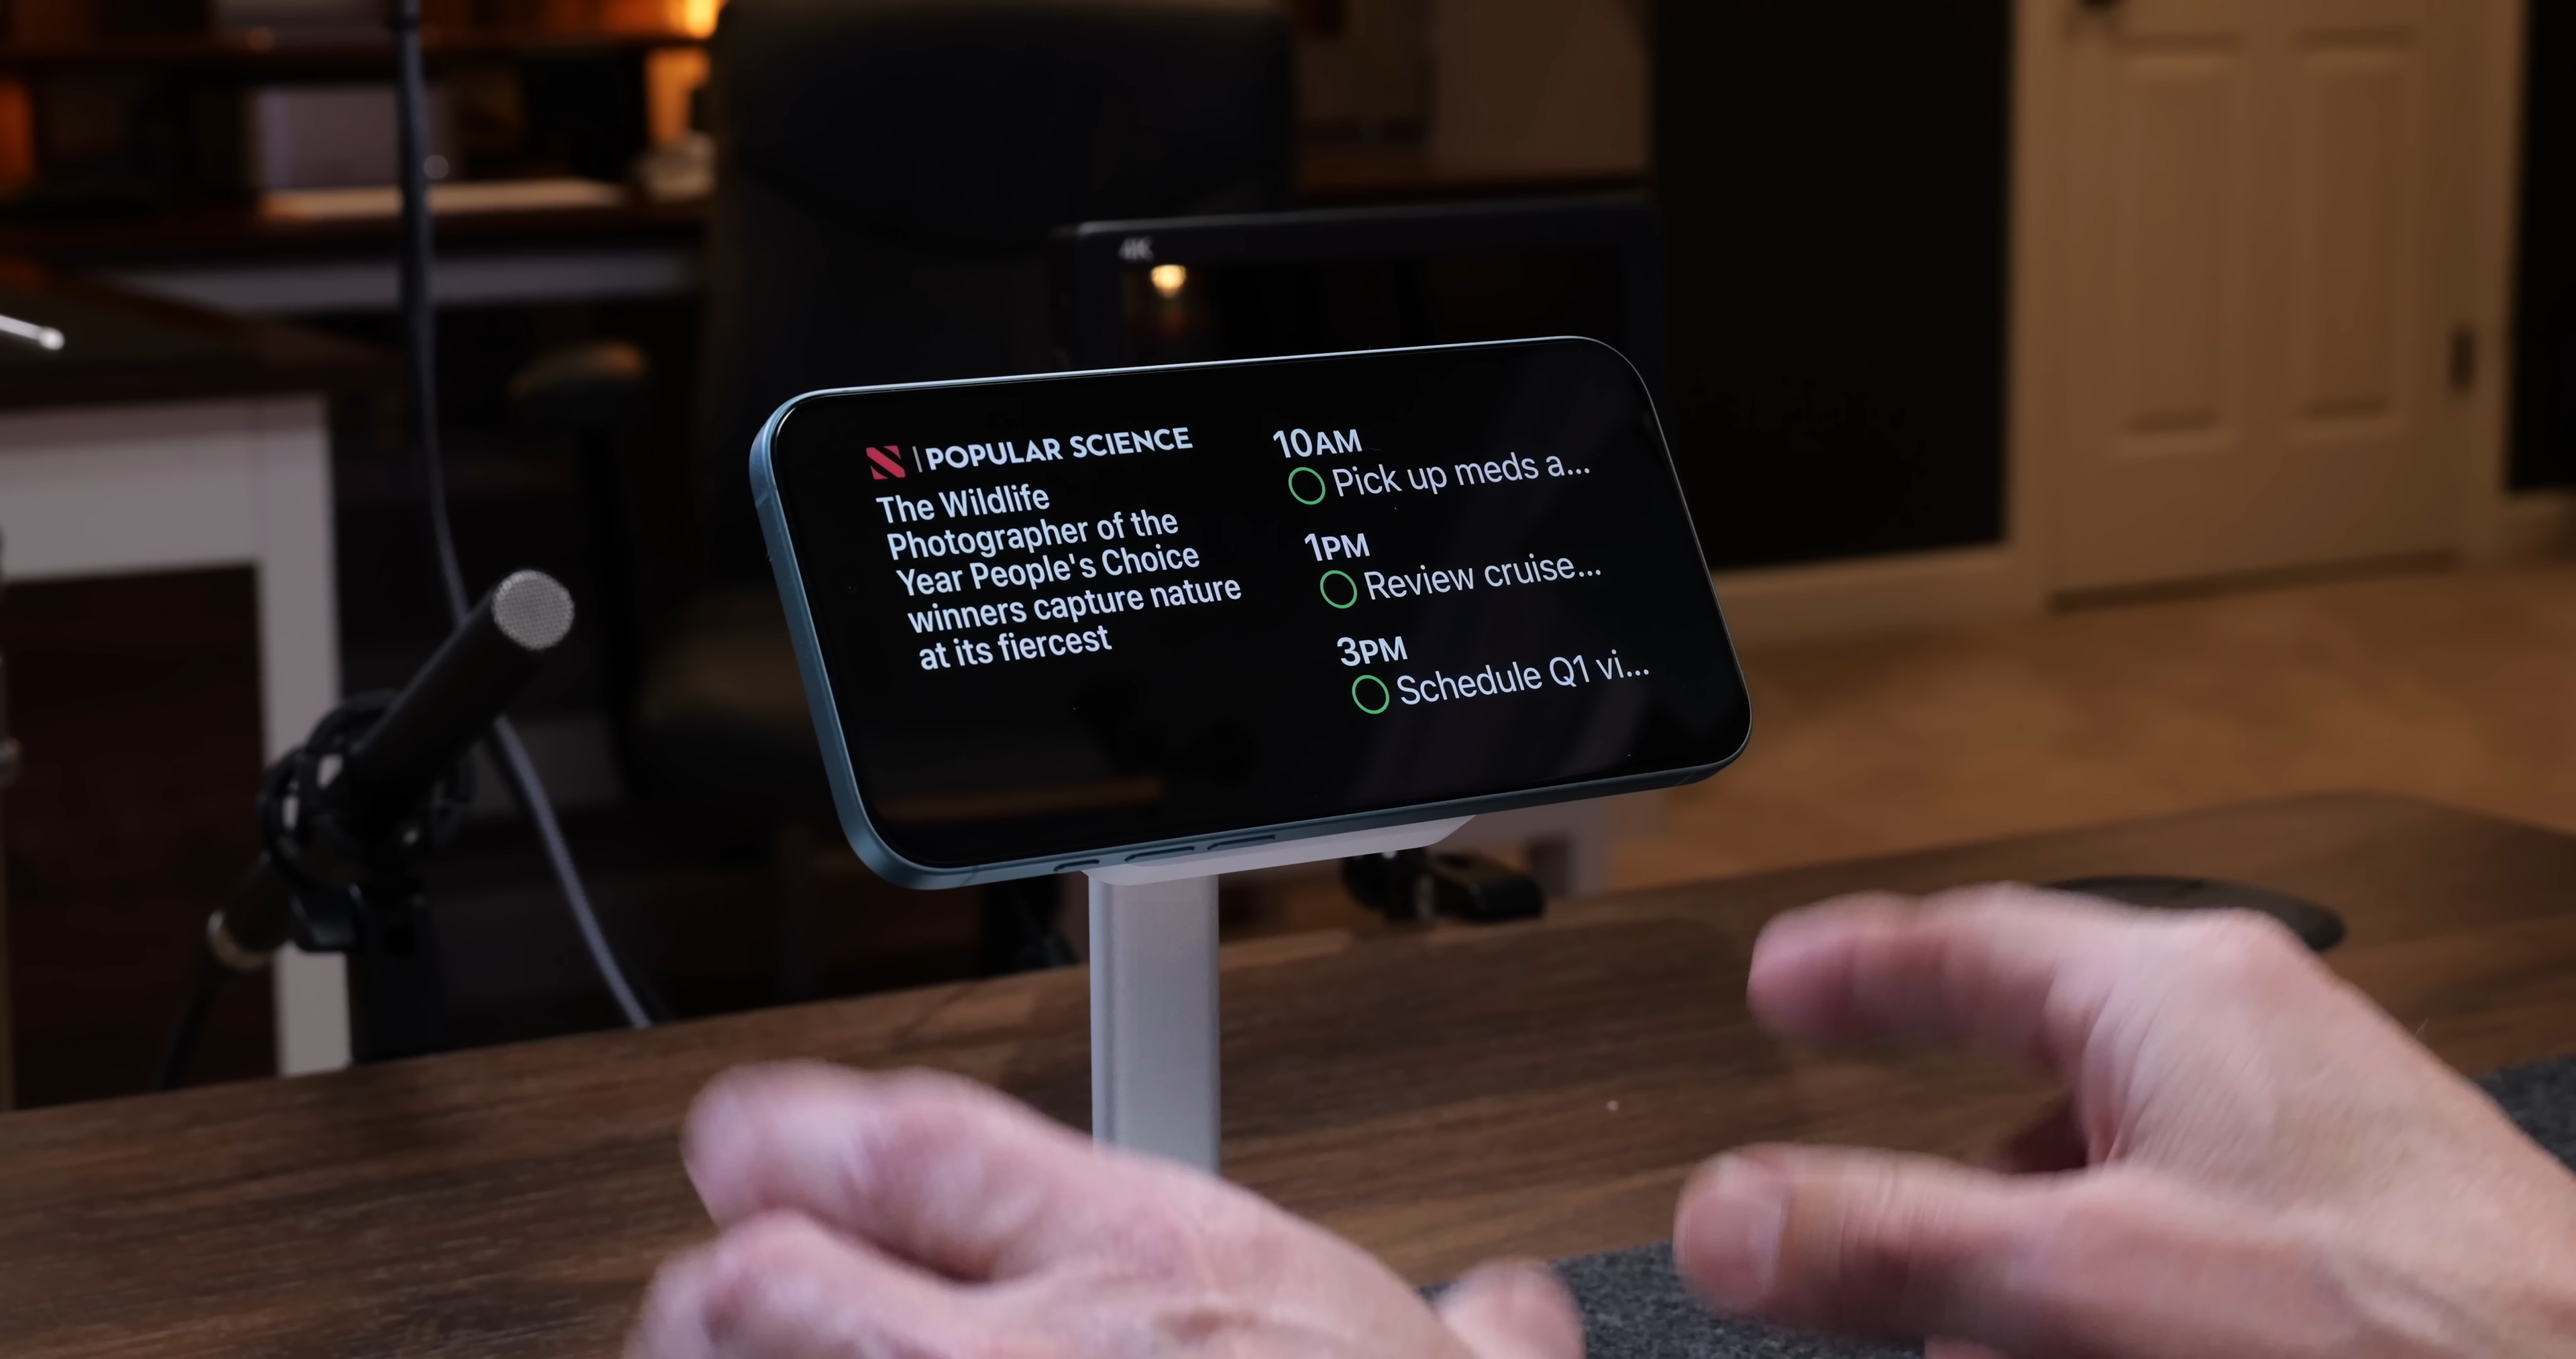 4K
POPULAR SCIENCE
The Wildlife
Photographer of the
Year People's Choice
winners capture nature
at its fiercest
10AM
Pick up meds a...
1PM
Review cruise...
3PM
Schedule Q1 vi...